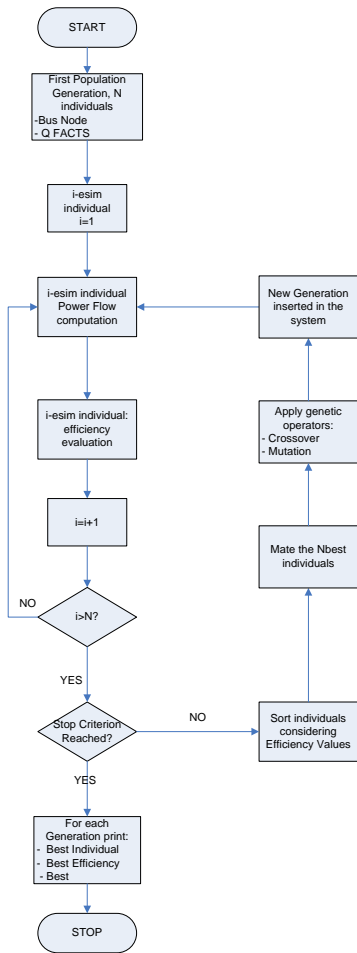 START
First Population
Generation, N
individuals
-Bus Node
- Q FACTS
i-esim
individual
i=1
i-esim individual
Power Flow
computation
New Generation
inserted in the
system
i-esim individual:
efficiency
evaluation
Apply genetic
operators:
- Crossover
- Mutation
i=i+1
Mate the Nbest
individuals
NO
i>N?
YES
Stop Criterion
Reached?
NO
Sort individuals
considering
Efficiency Values
YES
For each
Generation print:
- Best Individual
- Best Efficiency
- Best
STOP